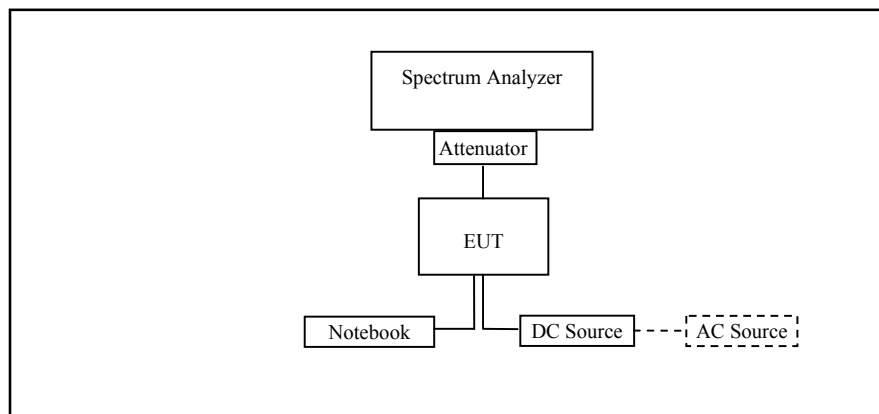 Spectrum Analyzer
Attenuator
EUT
Notebook
DC Source
AC Source